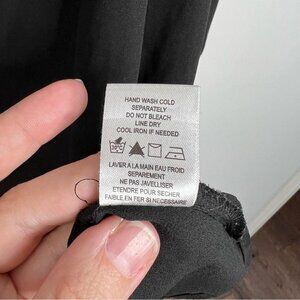 HAND WASH COLD
SEPARATELY
DO NOT BLEACH
LINE DRY
COOL IRON IF NEEDED
LAVER A LA MAIN EAU FROID
SEPAREMENT
NE PAS JAVELLISER
ETENDRE POUR SECHER
FAIBLE EN FER SI NECESSAIRE